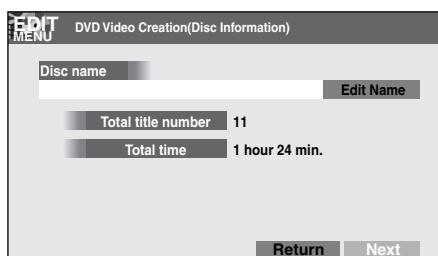 EDIT
MENU
DVD Video Creation(Disc Information)
Disc name
Edit Name
Total title number 11
Total time 1 hour 24 min.
Return Next